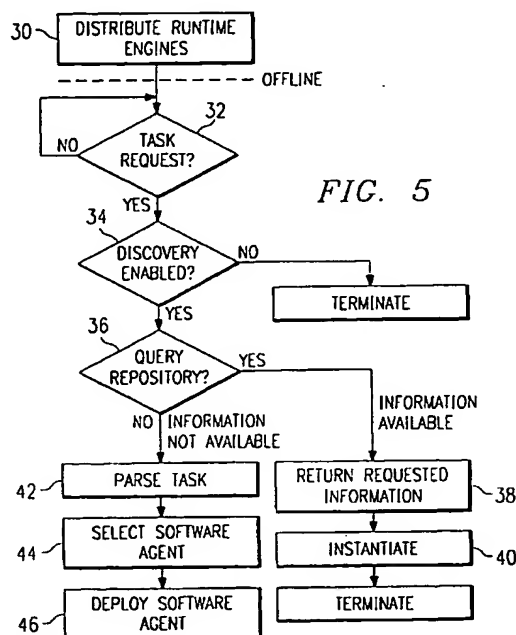 30
DISTRIBUTE RUNTIME
ENGINES
OFFLINE
32
NO
TASK
REQUEST?
YES
FIG. 5
34
DISCOVERY
ENABLED?
NO
TERMINATE
YES
36
QUERY
REPOSITORY?
YES
NO
INFORMATION
NOT AVAILABLE
INFORMATION
AVAILABLE
42
PARSE TASK
RETURN REQUESTED
INFORMATION
38
44
SELECT SOFTWARE
AGENT
INSTANTIATE
40
46
DEPLOY SOFTWARE
AGENT
TERMINATE